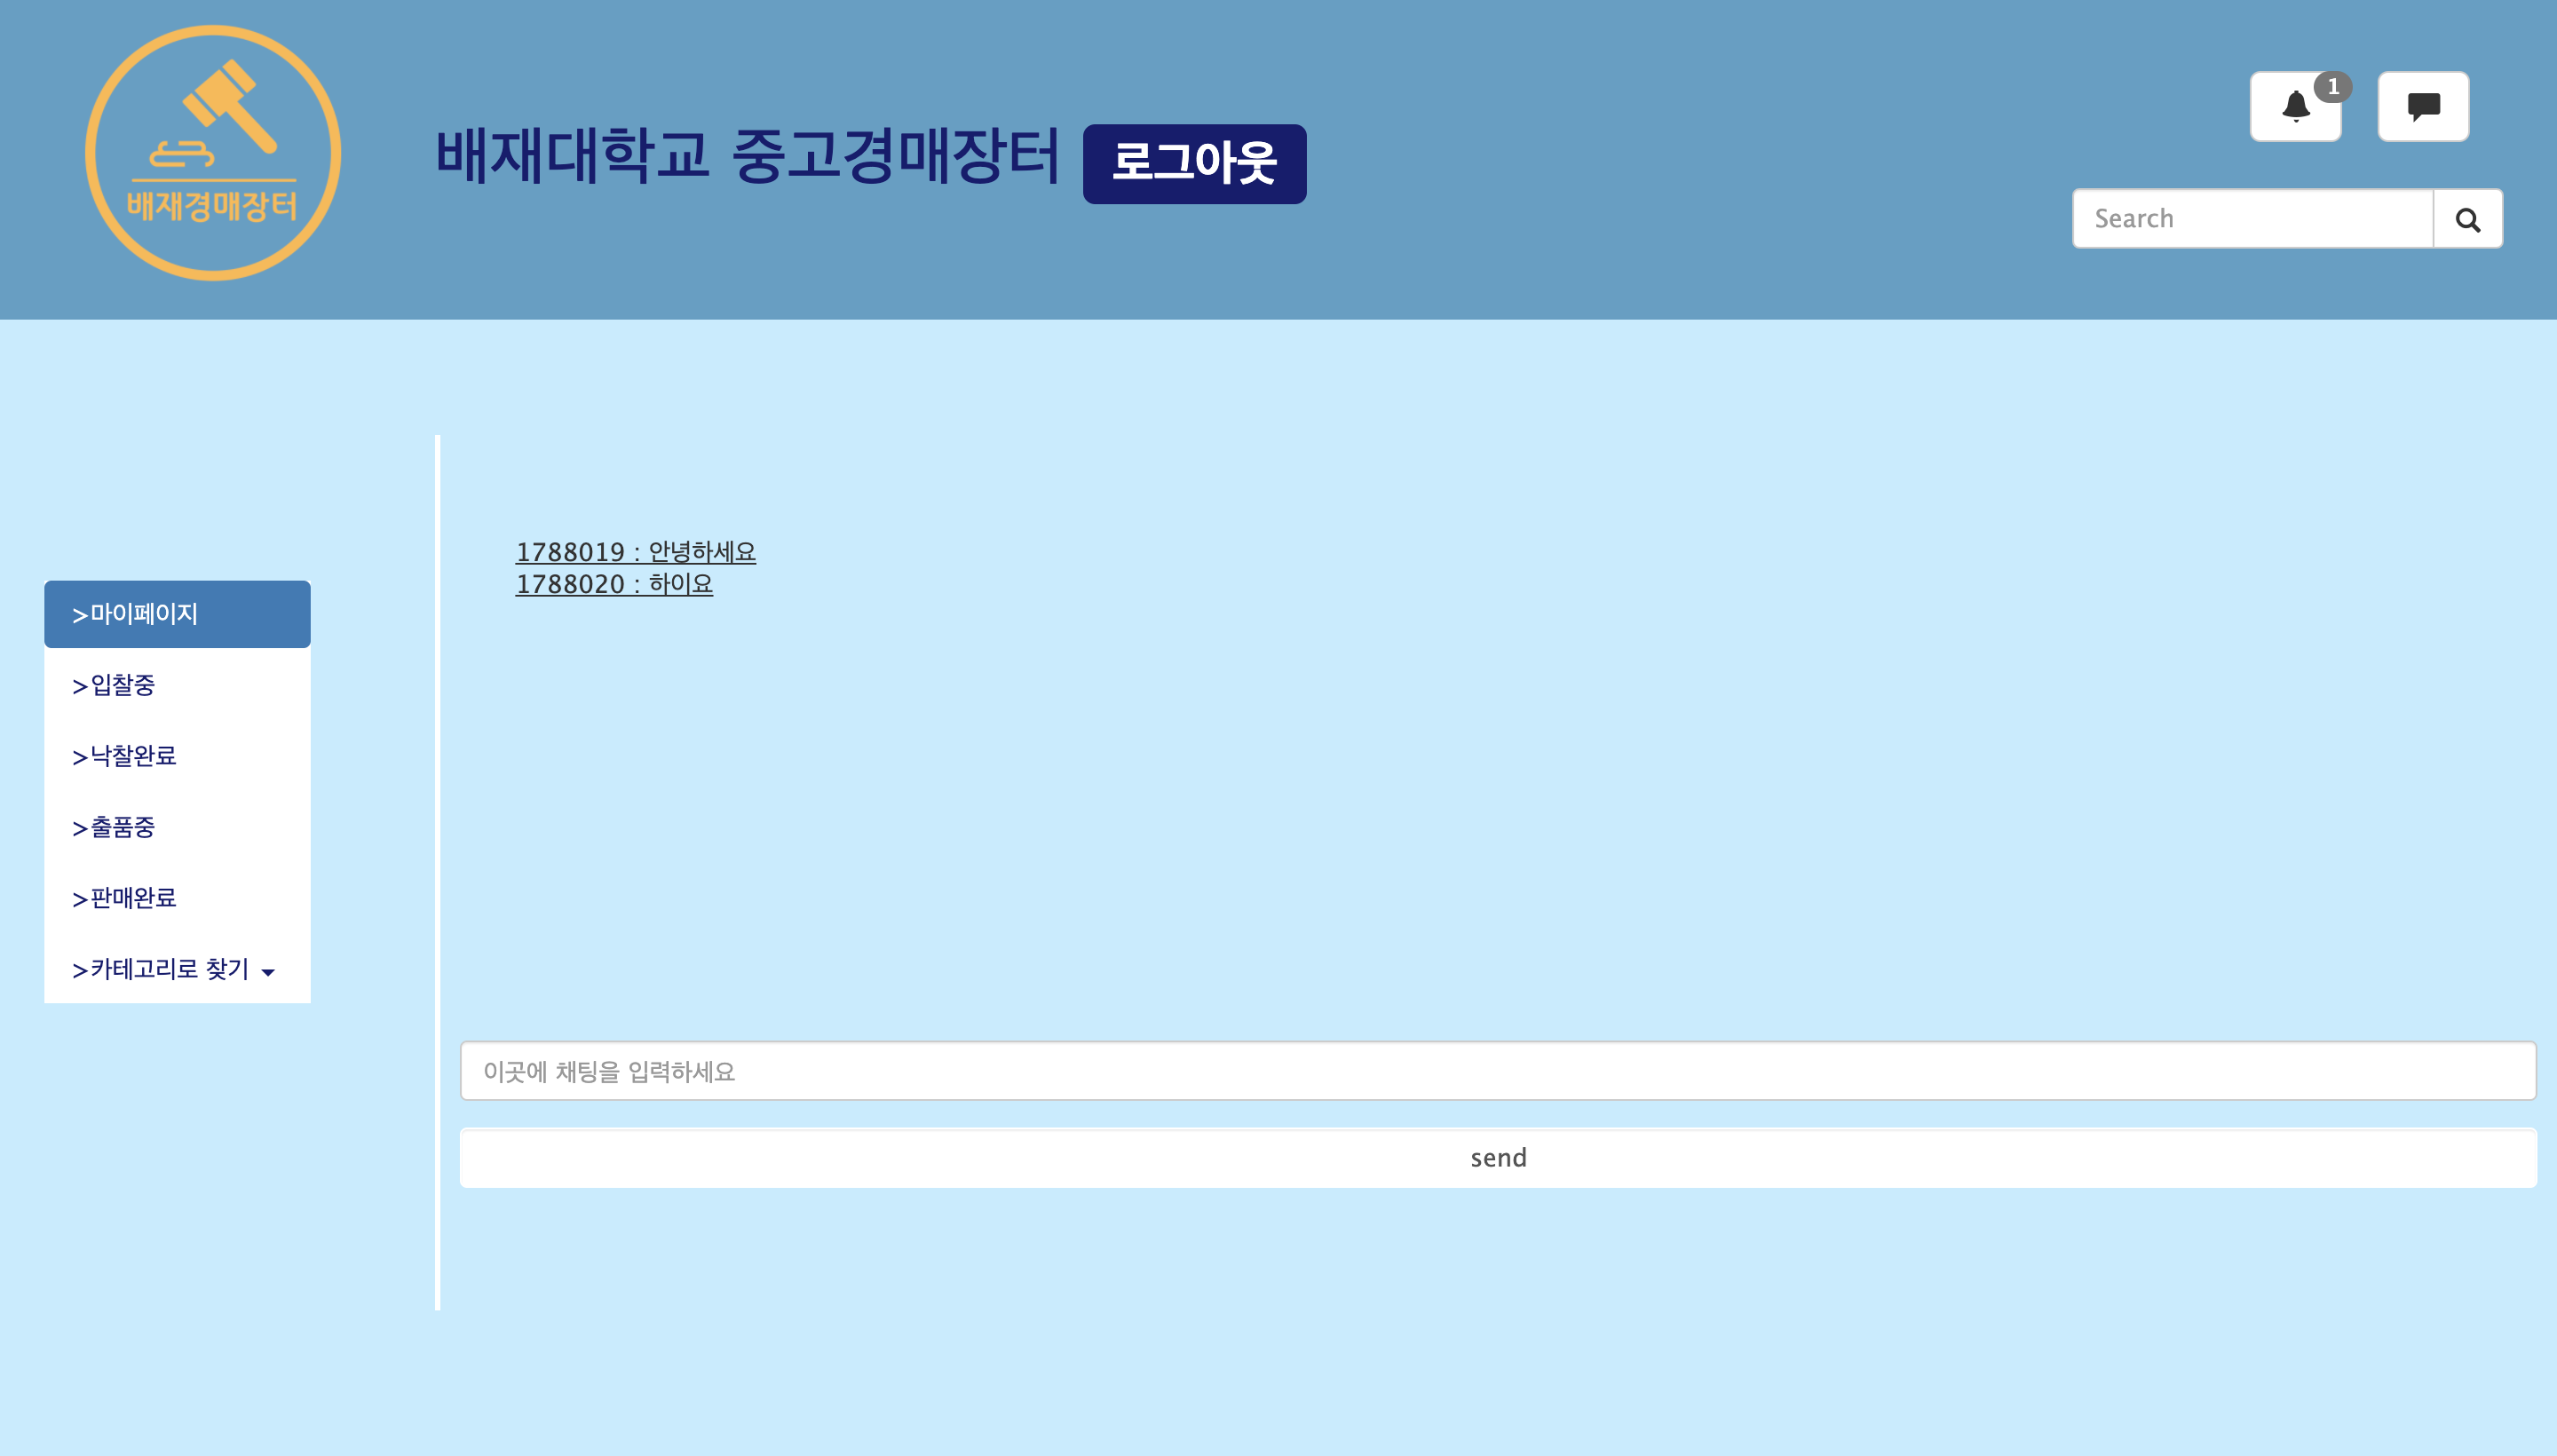 배재경매장터
배재대학교 중고경매장터
로그아웃
1
Search
1788019 : 안녕하세요
1788020 : 하이요
>마이페이지
>입찰중
>낙찰완료
>출품중
>판매완료
>카테고리로 찾기
이곳에 채팅을 입력하세요
send